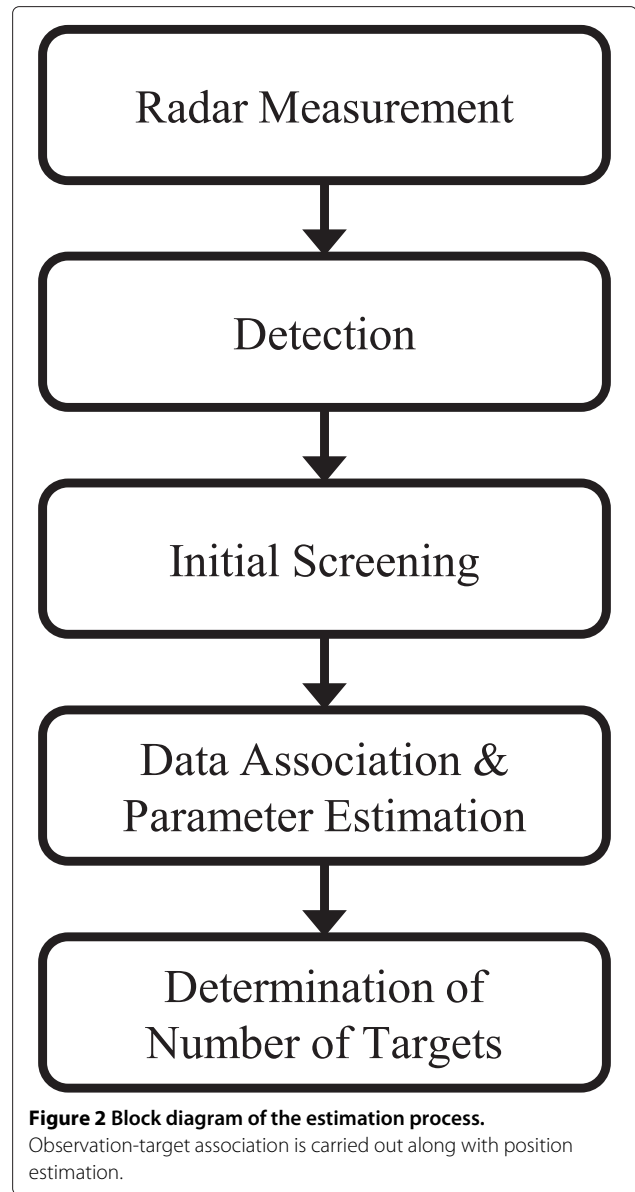 Radar Measurement
Detection
Initial Screening
Data Association &
Parameter Estimation
Determination of
Number of Targets
Figure 2 Block diagram of the estimation process.
Observation-target association is carried out along with position
estimation.